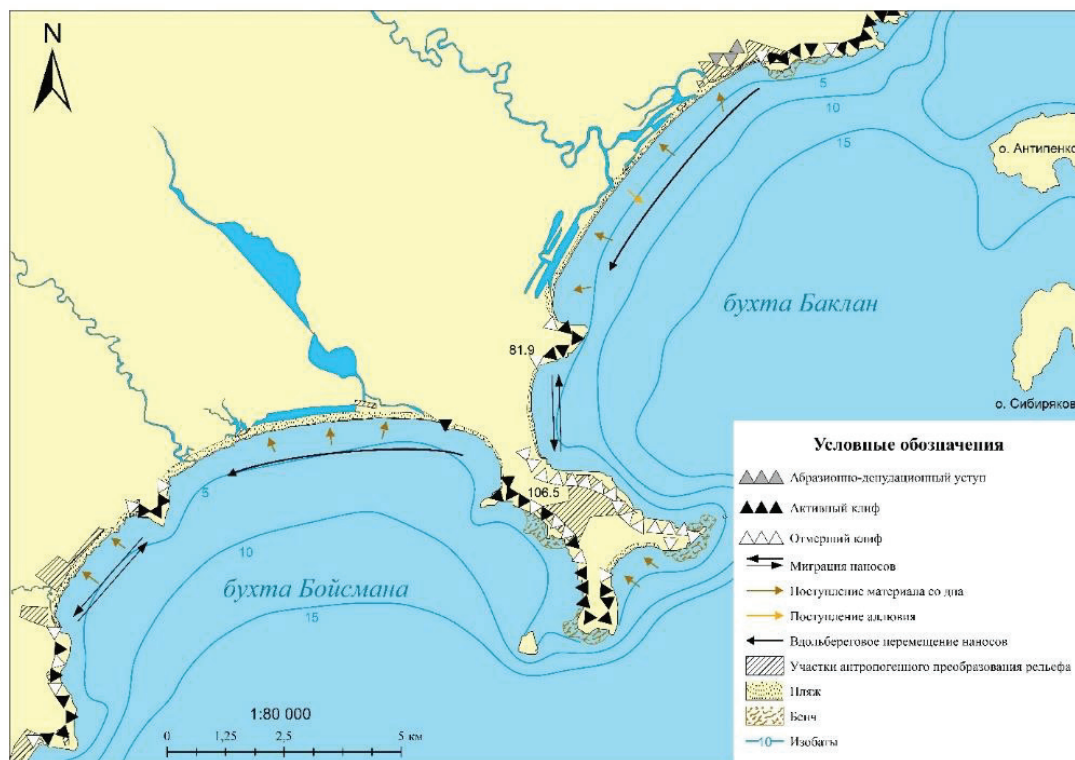 N
5
10
15
о. Антипенко
бухта Баклан
81.9
о. Сибиряков
106.5
5
10
бухта Бойсмана
15
1:80 000
0 1,25 2,5 5 км
Условные обозначения
Абразионно-денудационный уступ
Активный клиф
Отмерший клиф
Миграция наносов
Поступление материала со дна
Поступление аллювия
Вдольбереговое перемещение наносов
Участки антропогенного преобразования рельефа
Пляж
Бенч
10 Изобаты